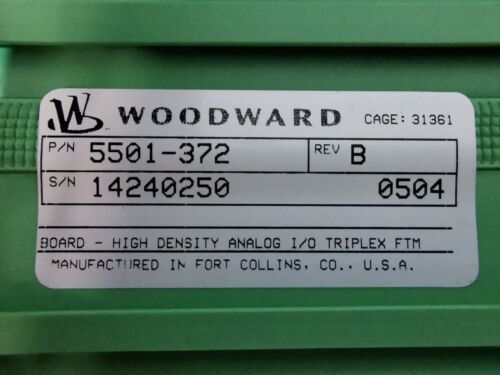 WOODWARD CAGE: 31361
P/N 5501-372 REV B
S/N 14240250 0504
BOARD - HIGH DENSITY ANALOG I/O TRIPLEX FTM
MANUFACTURED IN FORT COLLINS, CO., U.S.A.